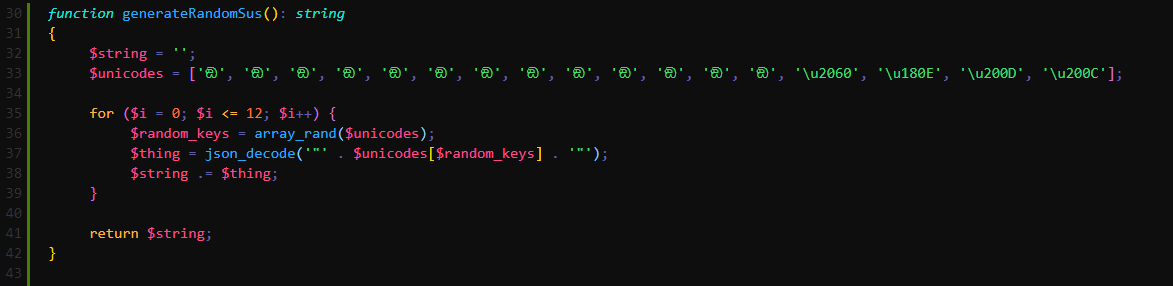 30 function generateRandomSus(): string
31 {
32     $string = '';
33     $unicodes = ['ඞ', 'ඞ', 'ඞ', 'ඞ', 'ඞ', 'ඞ', 'ඞ', 'ඞ', 'ඞ', 'ඞ', 'ඞ', 'ඞ', 'ඞ', '\u2060', '\u180E', '\u200D', '\u200C'];
34
35     for ($i = 0; $i <= 12; $i++) {
36         $random_keys = array_rand($unicodes);
37         $thing = json_decode('"' . $unicodes[$random_keys] . '"');
38         $string .= $thing;
39     }
40
41     return $string;
42 }
43